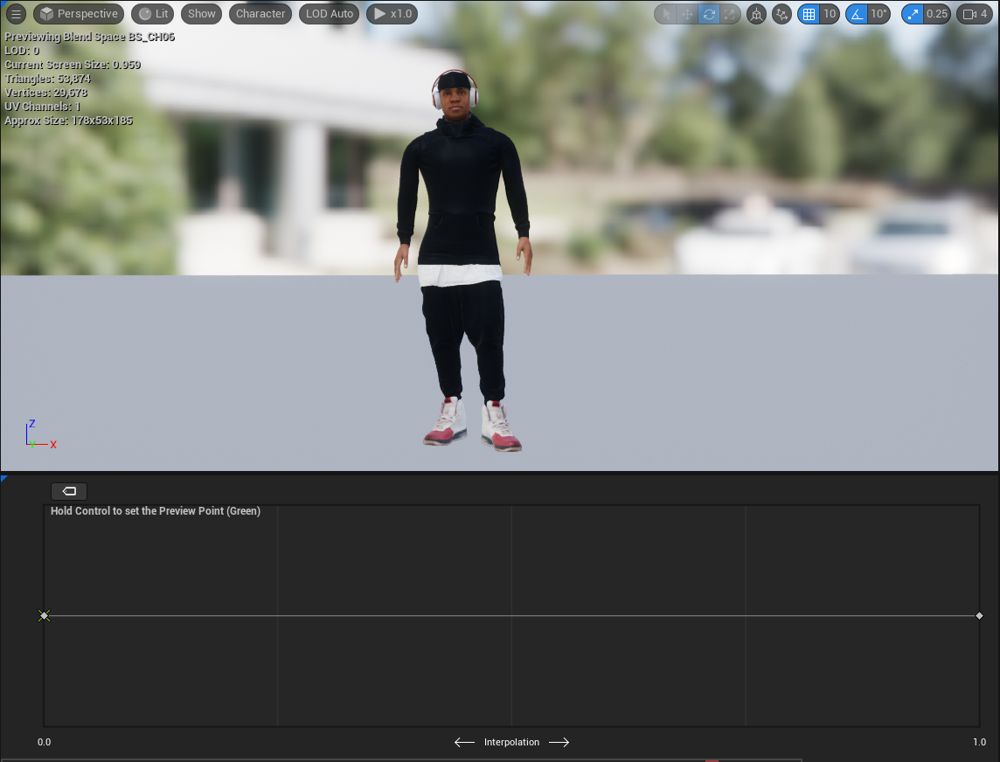 Perspective Lit Show Character LOD Auto x1.0 10 10° 0.25 4
Previewing Blend Space BS_CH06
LOD: 0
Current Screen Size: 0.959
Triangles: 53,874
Vertices: 29,678
UV Channels: 1
Approx Size: 178x53x185
Z
Y X
Hold Control to set the Preview Point (Green)
0.0 Interpolation 1.0